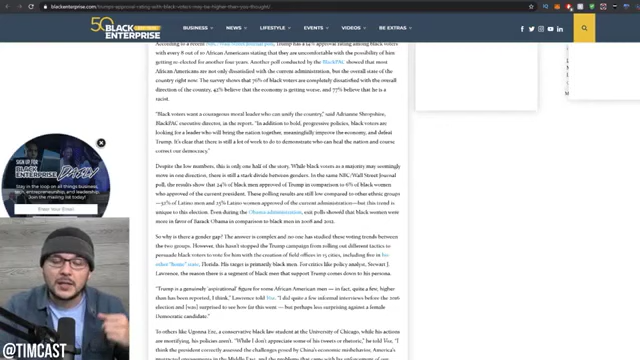 blackenterprise.com/trumps-approval-rating-with-black-voters-may-be-higher-than-you-thought/
50 BLACK ENTERPRISE
BUSINESS
NEWS
LIFESTYLE
EVENTS
VIDEOS
BE EXTRAS
According to a recent NBC/Wall Street Journal poll, Trump has a 14% approval rating among black voters
with every 8 out of 10 African Americans stating that they are uncomfortable with the possibility of him
getting re-elected for another four years. Another poll conducted by the BlackPAC showed that most
African Americans are not only dissatisfied with the current administration, but the overall state of the
country right now. The survey shows that 76% of black voters are completely dissatisfied with the overall
direction of the country, 42% believe that the economy is getting worse, and 77% believe that he is a
racist.
"Black voters want a courageous moral leader who can unify the country," said Adrianne Shropshire,
BlackPAC executive director, in the report. "In addition to bold, progressive policies, black voters are
looking for a leader who will bring the nation together, meaningfully improve the economy, and defeat
Trump. It's clear that there is still a lot of work to do to demonstrate who can heal the nation and course
correct our democracy."
Despite the low numbers, this is only one half of the story. While black voters as a majority may seemingly
move in one direction, there is still a stark divide between genders. In the same NBC/Wall Street Journal
poll, the results show that 24% of black men approved of Trump in comparison to 6% of black women
who approved of the current president. These polling results are still low compared to other ethnic groups
—32% of Latino men and 25% Latino women approved of the current administration—but this trend is
unique to this election. Even during the Obama administration, exit polls showed that black women were
more in favor of Barack Obama in comparison to black men in 2008 and 2012.
So why is there a gender gap? The answer is complex and no one has studied these voting trends between
the two groups. However, this hasn't stopped the Trump campaign from rolling out different tactics to
persuade black voters to vote for him with the creation of field offices in 15 cities, including five in his
other "home" state, Florida. His target is primarily black men. For critics like policy analyst, Stewart J.
Lawrence, the reason there is a segment of black men that support Trump comes down to his persona.
"Trump is a genuinely 'aspirational' figure for some African American men — in fact, quite a few, higher
than has been reported, I think," Lawrence told Vox. "I did quite a few informal interviews before the 2016
election and [was] surprised to see how far this went — but perhaps less surprising against a female
Democratic candidate."
To others like Ugonna Eze, a conservative black law student at the University of Chicago, while his actions
are mortifying, his policies aren't. "While I don't appreciate some of his tweets or rhetoric," he told Vox, "I
think the president correctly assessed the challenges posed by China's economic misbehavior, America's
SIGN UP FOR
BLACK
ENTERPRISE
DAILY
Stay in the loop on all things business,
tech, entrepreneurship, and leadership.
Join the mailing list today!
Enter Your Email
@TIMCAST